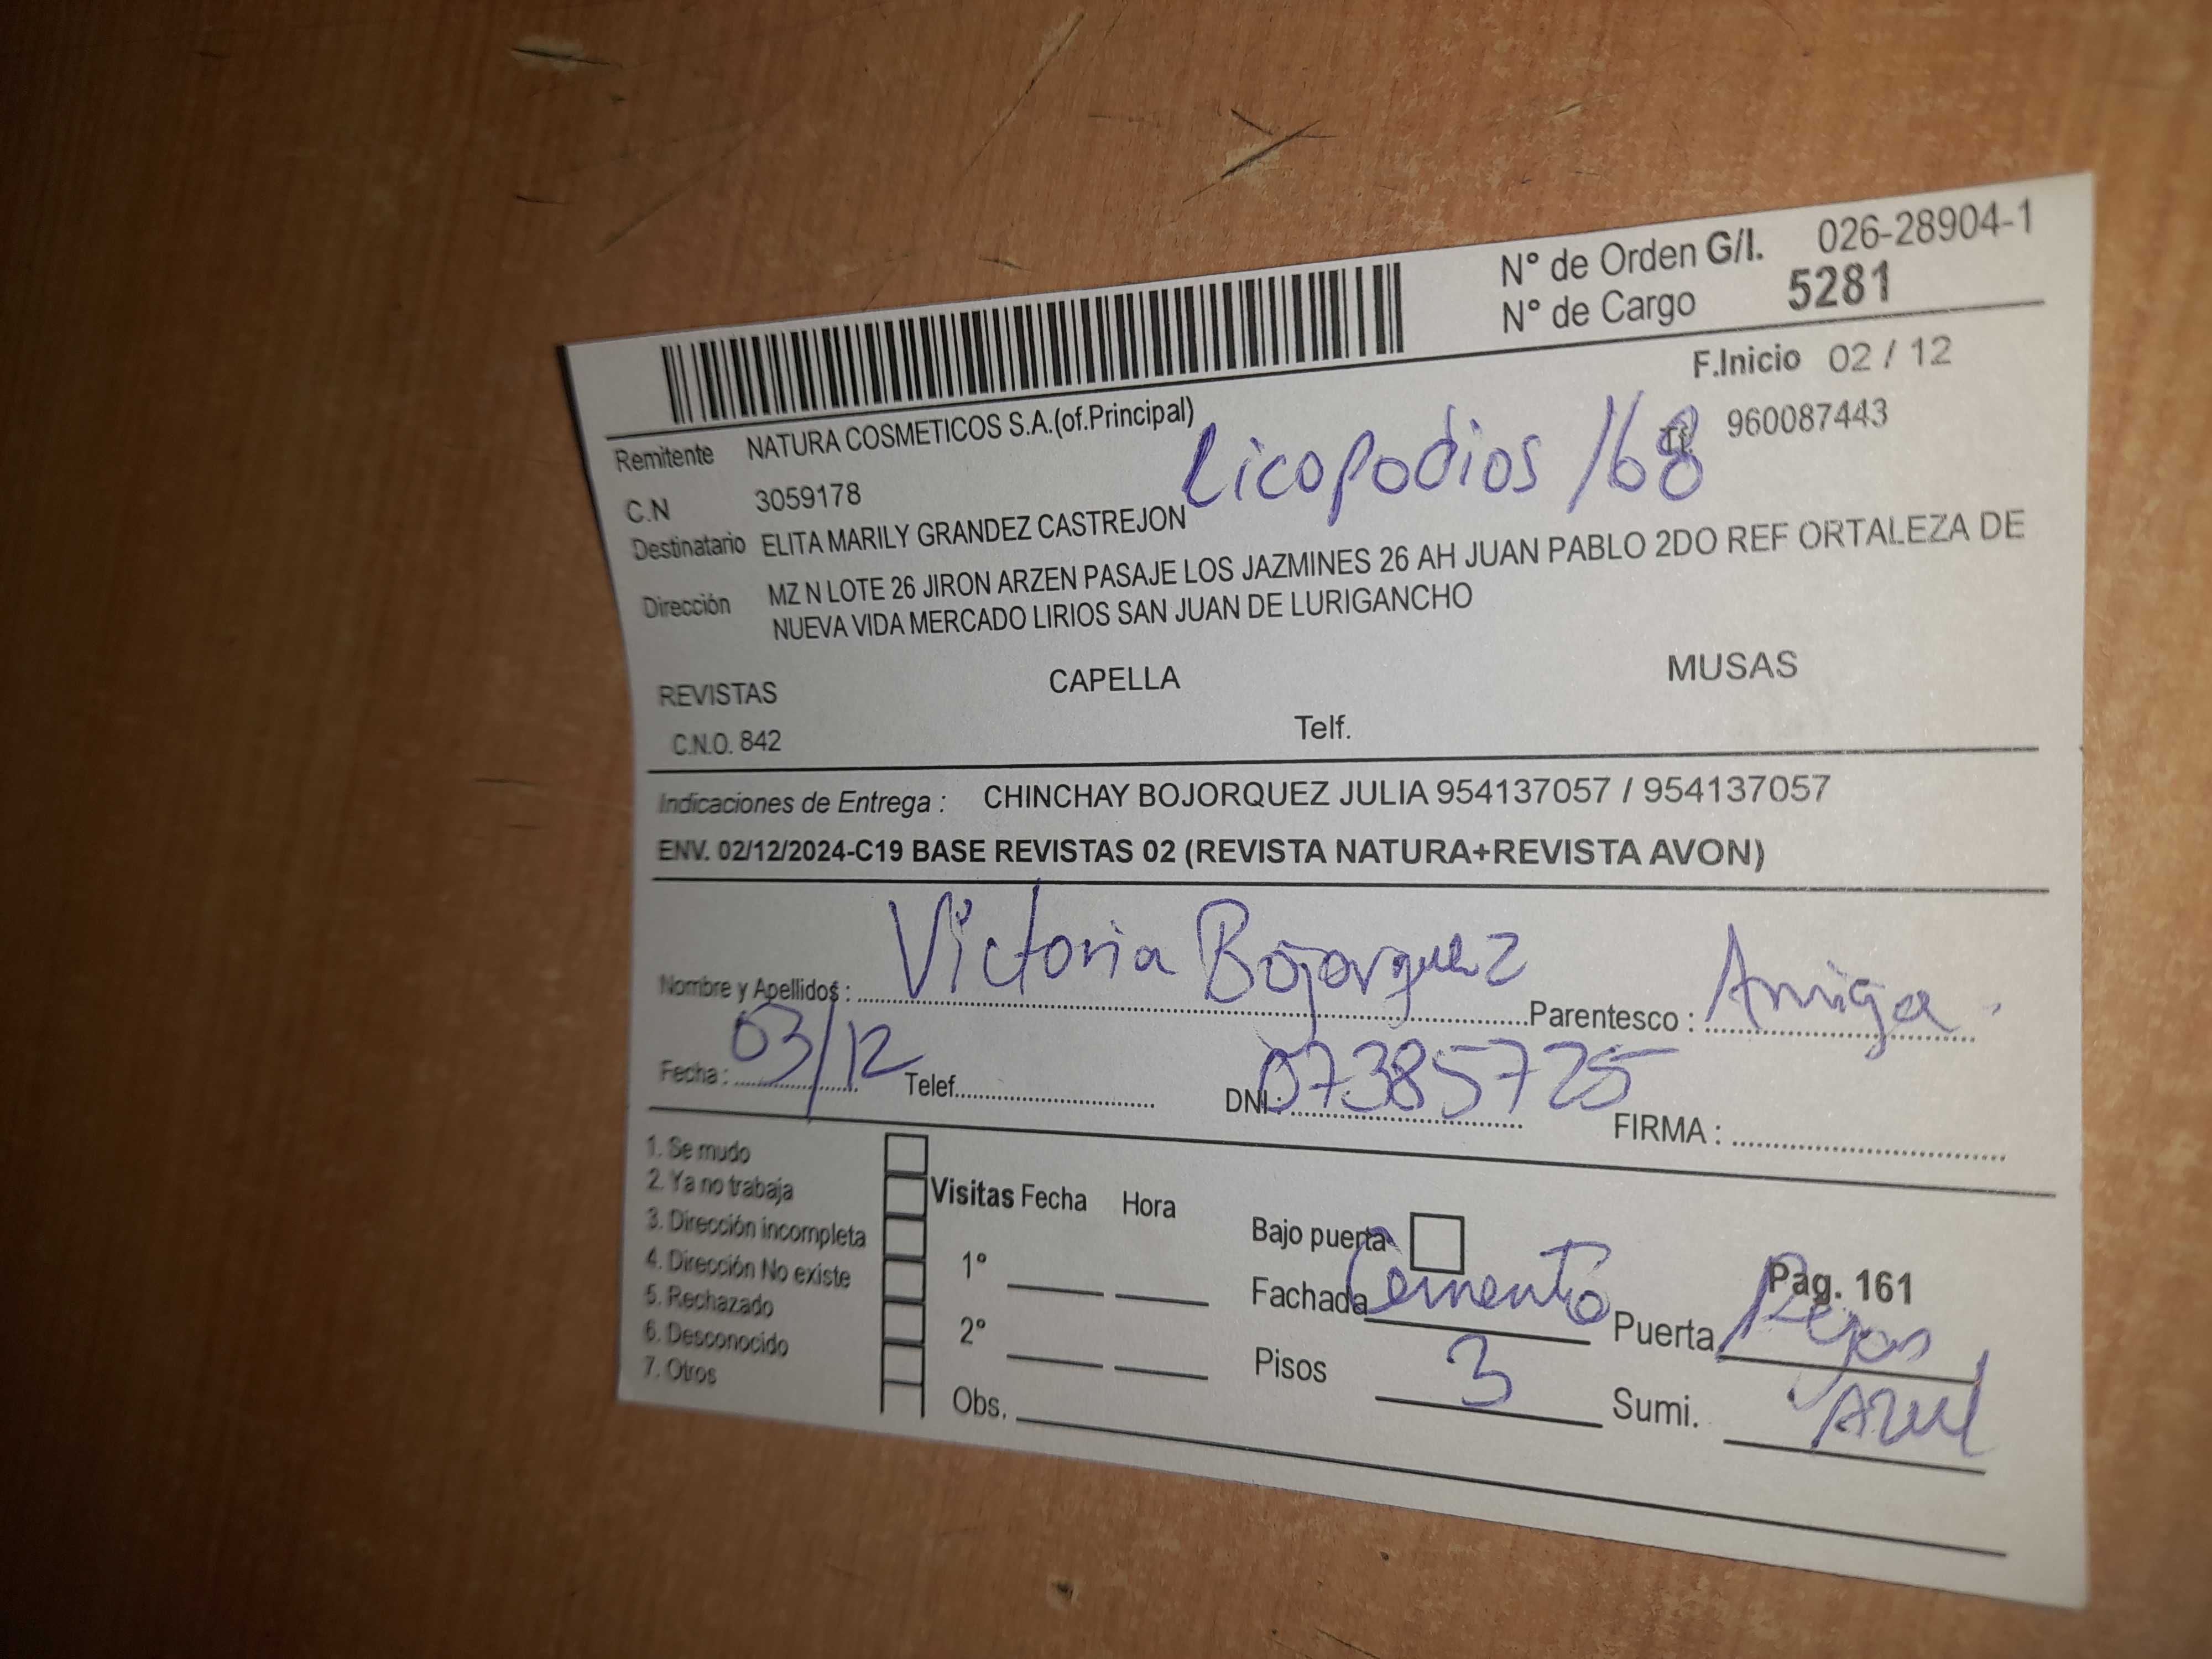 N° de Orden G/I. 026-28904-1
N° de Cargo 5281
F.Inicio 02 / 12
Remitente NATURA COSMETICOS S.A.(of.Principal)
Tf. 960087443
Licopodios 168
C.N 3059178
Destinatario ELITA MARILY GRANDEZ CASTREJON
Dirección MZ N LOTE 26 JIRON ARZEN PASAJE LOS JAZMINES 26 AH JUAN PABLO 2DO REF ORTALEZA DE
NUEVA VIDA MERCADO LIRIOS SAN JUAN DE LURIGANCHO
REVISTAS CAPELLA MUSAS
C.N.O. 842 Telf.
Indicaciones de Entrega : CHINCHAY BOJORQUEZ JULIA 954137057 / 954137057
ENV. 02/12/2024-C19 BASE REVISTAS 02 (REVISTA NATURA+REVISTA AVON)
Nombre y Apellidos : Victoria Bojorquez Parentesco : Amiga
Fecha : 03/12 Telef. DNI : 07385725 FIRMA :
1. Se mudo
2. Ya no trabaja
3. Dirección incompleta
4. Dirección No existe
5. Rechazado
6. Desconocido
7. Otros
Visitas Fecha Hora
1°
2°
Obs.
Bajo puerta
Pag. 161
Fachada Cemento Puerta Rejas
Pisos 3 Sumi. Azul